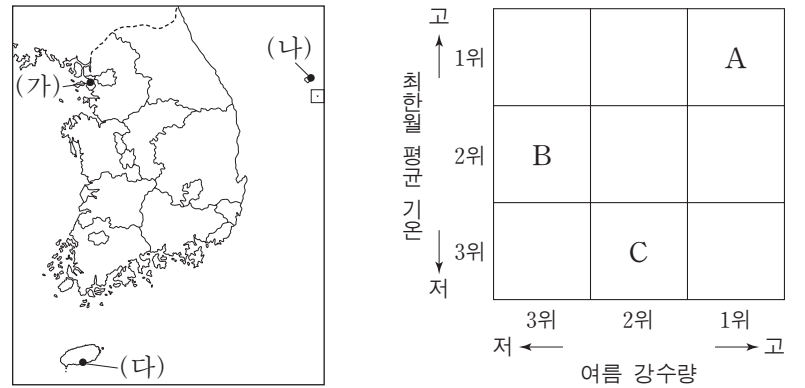 (가)
(나)
(다)
고
1위
2위
3위
저
최한월 평균 기온
A
B
C
3위 2위 1위
저 고
여름 강수량